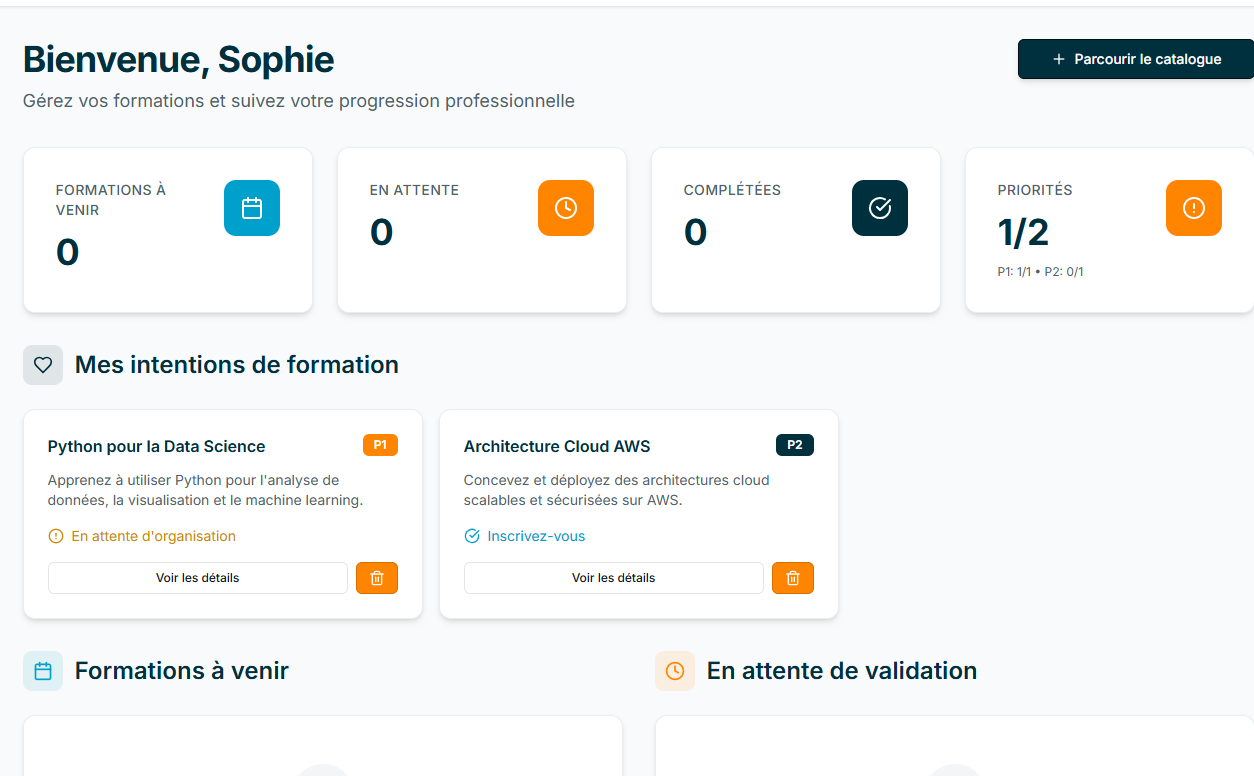 Bienvenue, Sophie
Parcourir le catalogue
Gérez vos formations et suivez votre progression professionnelle
FORMATIONS À
VENIR
0
EN ATTENTE
0
COMPLÉTÉES
0
PRIORITÉS
1/2
P1: 1/1 • P2: 0/1
Mes intentions de formation
Python pour la Data Science
P1
Apprenez à utiliser Python pour l'analyse de
données, la visualisation et le machine learning.
En attente d'organisation
Voir les détails
Architecture Cloud AWS
P2
Concevez et déployez des architectures cloud
scalables et sécurisées sur AWS.
Inscrivez-vous
Voir les détails
Formations à venir
En attente de validation